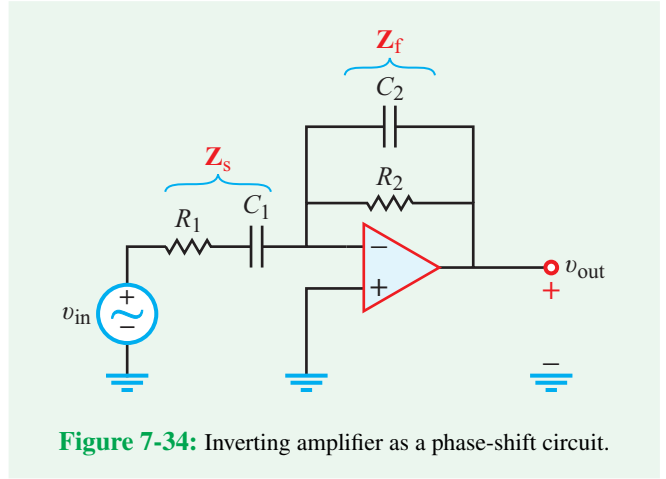 Z_f
C_2
Z_s
R_2
R_1
C_1
−
+
v_out
v_in
+
−
+
−
Figure 7-34: Inverting amplifier as a phase-shift circuit.